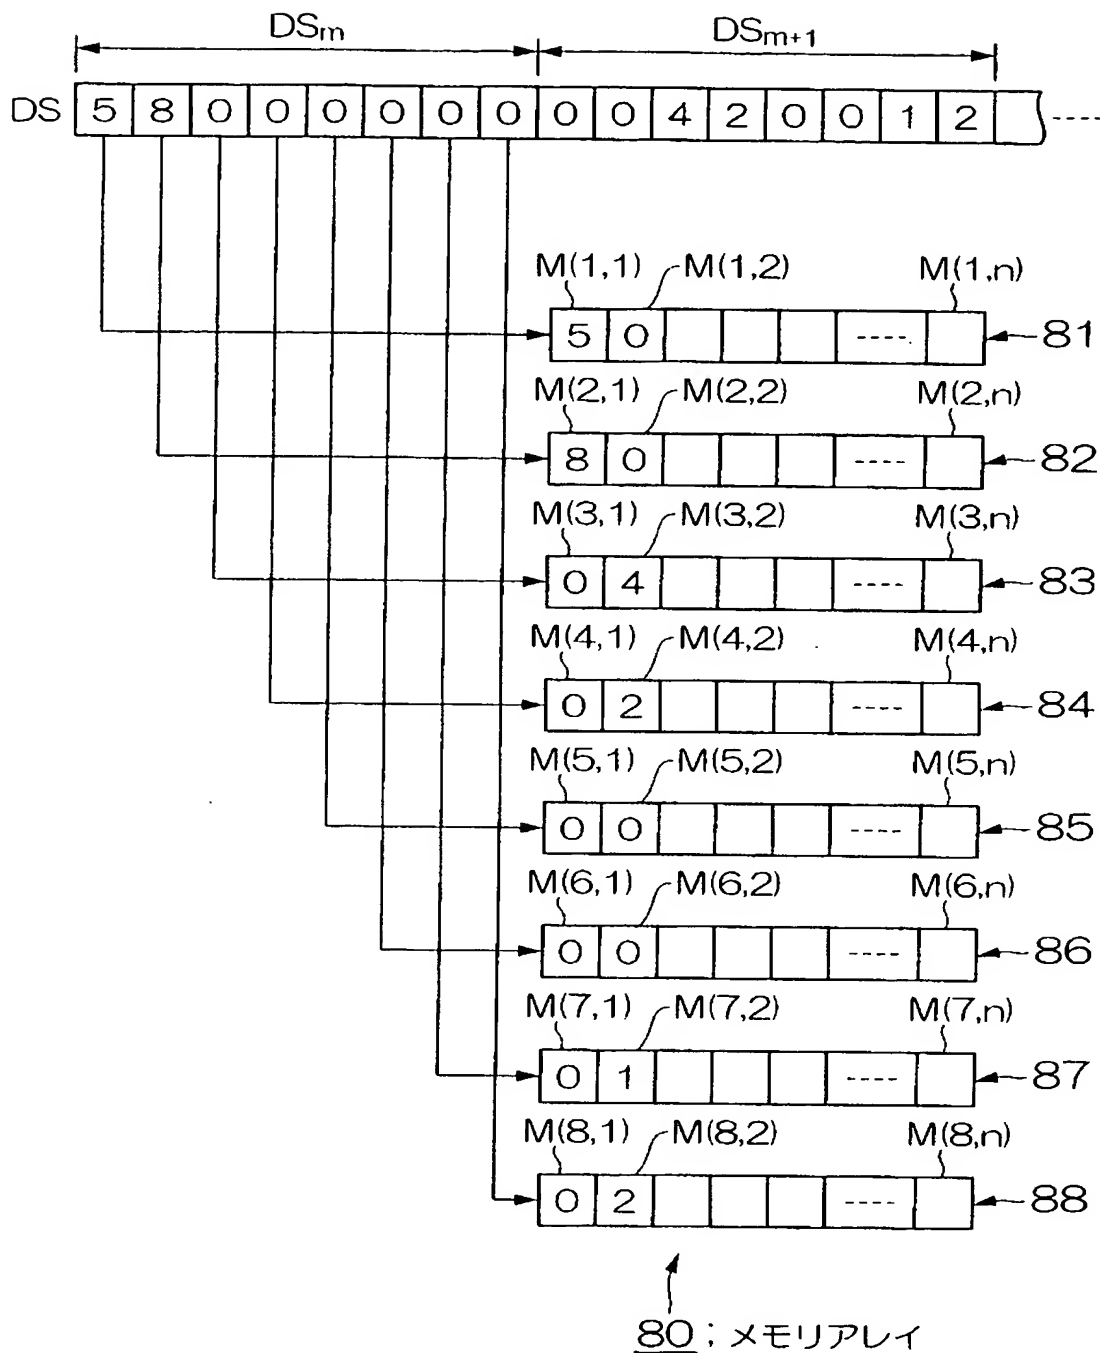 DSm DSm+1
DS 5 8 0 0 0 0 0 0 0 0 4 2 0 0 1 2 ----
M(1,1) M(1,2) M(1,n)
5 0 ---- 81
M(2,1) M(2,2) M(2,n)
8 0 ---- 82
M(3,1) M(3,2) M(3,n)
0 4 ---- 83
M(4,1) M(4,2) M(4,n)
0 2 ---- 84
M(5,1) M(5,2) M(5,n)
0 0 ---- 85
M(6,1) M(6,2) M(6,n)
0 0 ---- 86
M(7,1) M(7,2) M(7,n)
0 1 ---- 87
M(8,1) M(8,2) M(8,n)
0 2 ---- 88
80 ; メモリアレイ